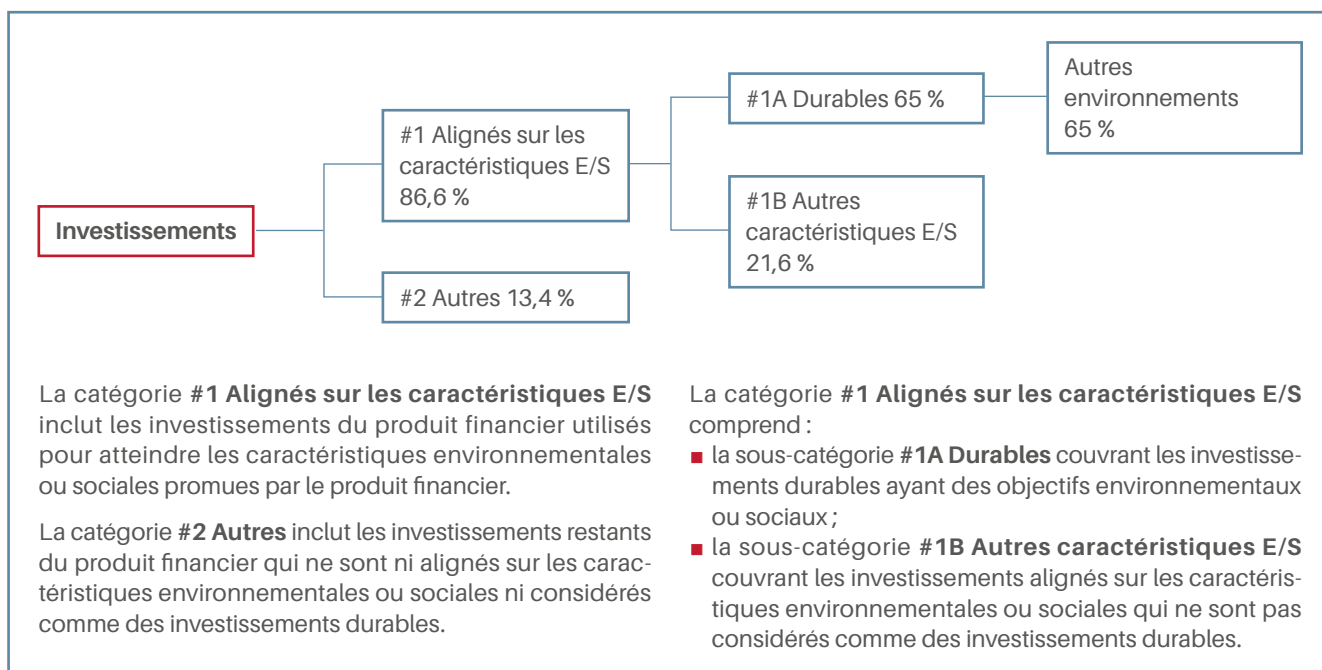 Investissements
#1 Alignés sur les
caractéristiques E/S
86,6 %
#2 Autres 13,4 %
#1A Durables 65 %
#1B Autres
caractéristiques E/S
21,6 %
Autres
environnements
65 %
La catégorie #1 Alignés sur les caractéristiques E/S
inclut les investissements du produit financier utilisés
pour atteindre les caractéristiques environnementales
ou sociales promues par le produit financier.
La catégorie #2 Autres inclut les investissements restants
du produit financier qui ne sont ni alignés sur les carac-
téristiques environnementales ou sociales ni considérés
comme des investissements durables.
La catégorie #1 Alignés sur les caractéristiques E/S
comprend :
■ la sous-catégorie #1A Durables couvrant les investisse-
ments durables ayant des objectifs environnementaux
ou sociaux ;
■ la sous-catégorie #1B Autres caractéristiques E/S
couvrant les investissements alignés sur les caractéris-
tiques environnementales ou sociales qui ne sont pas
considérés comme des investissements durables.